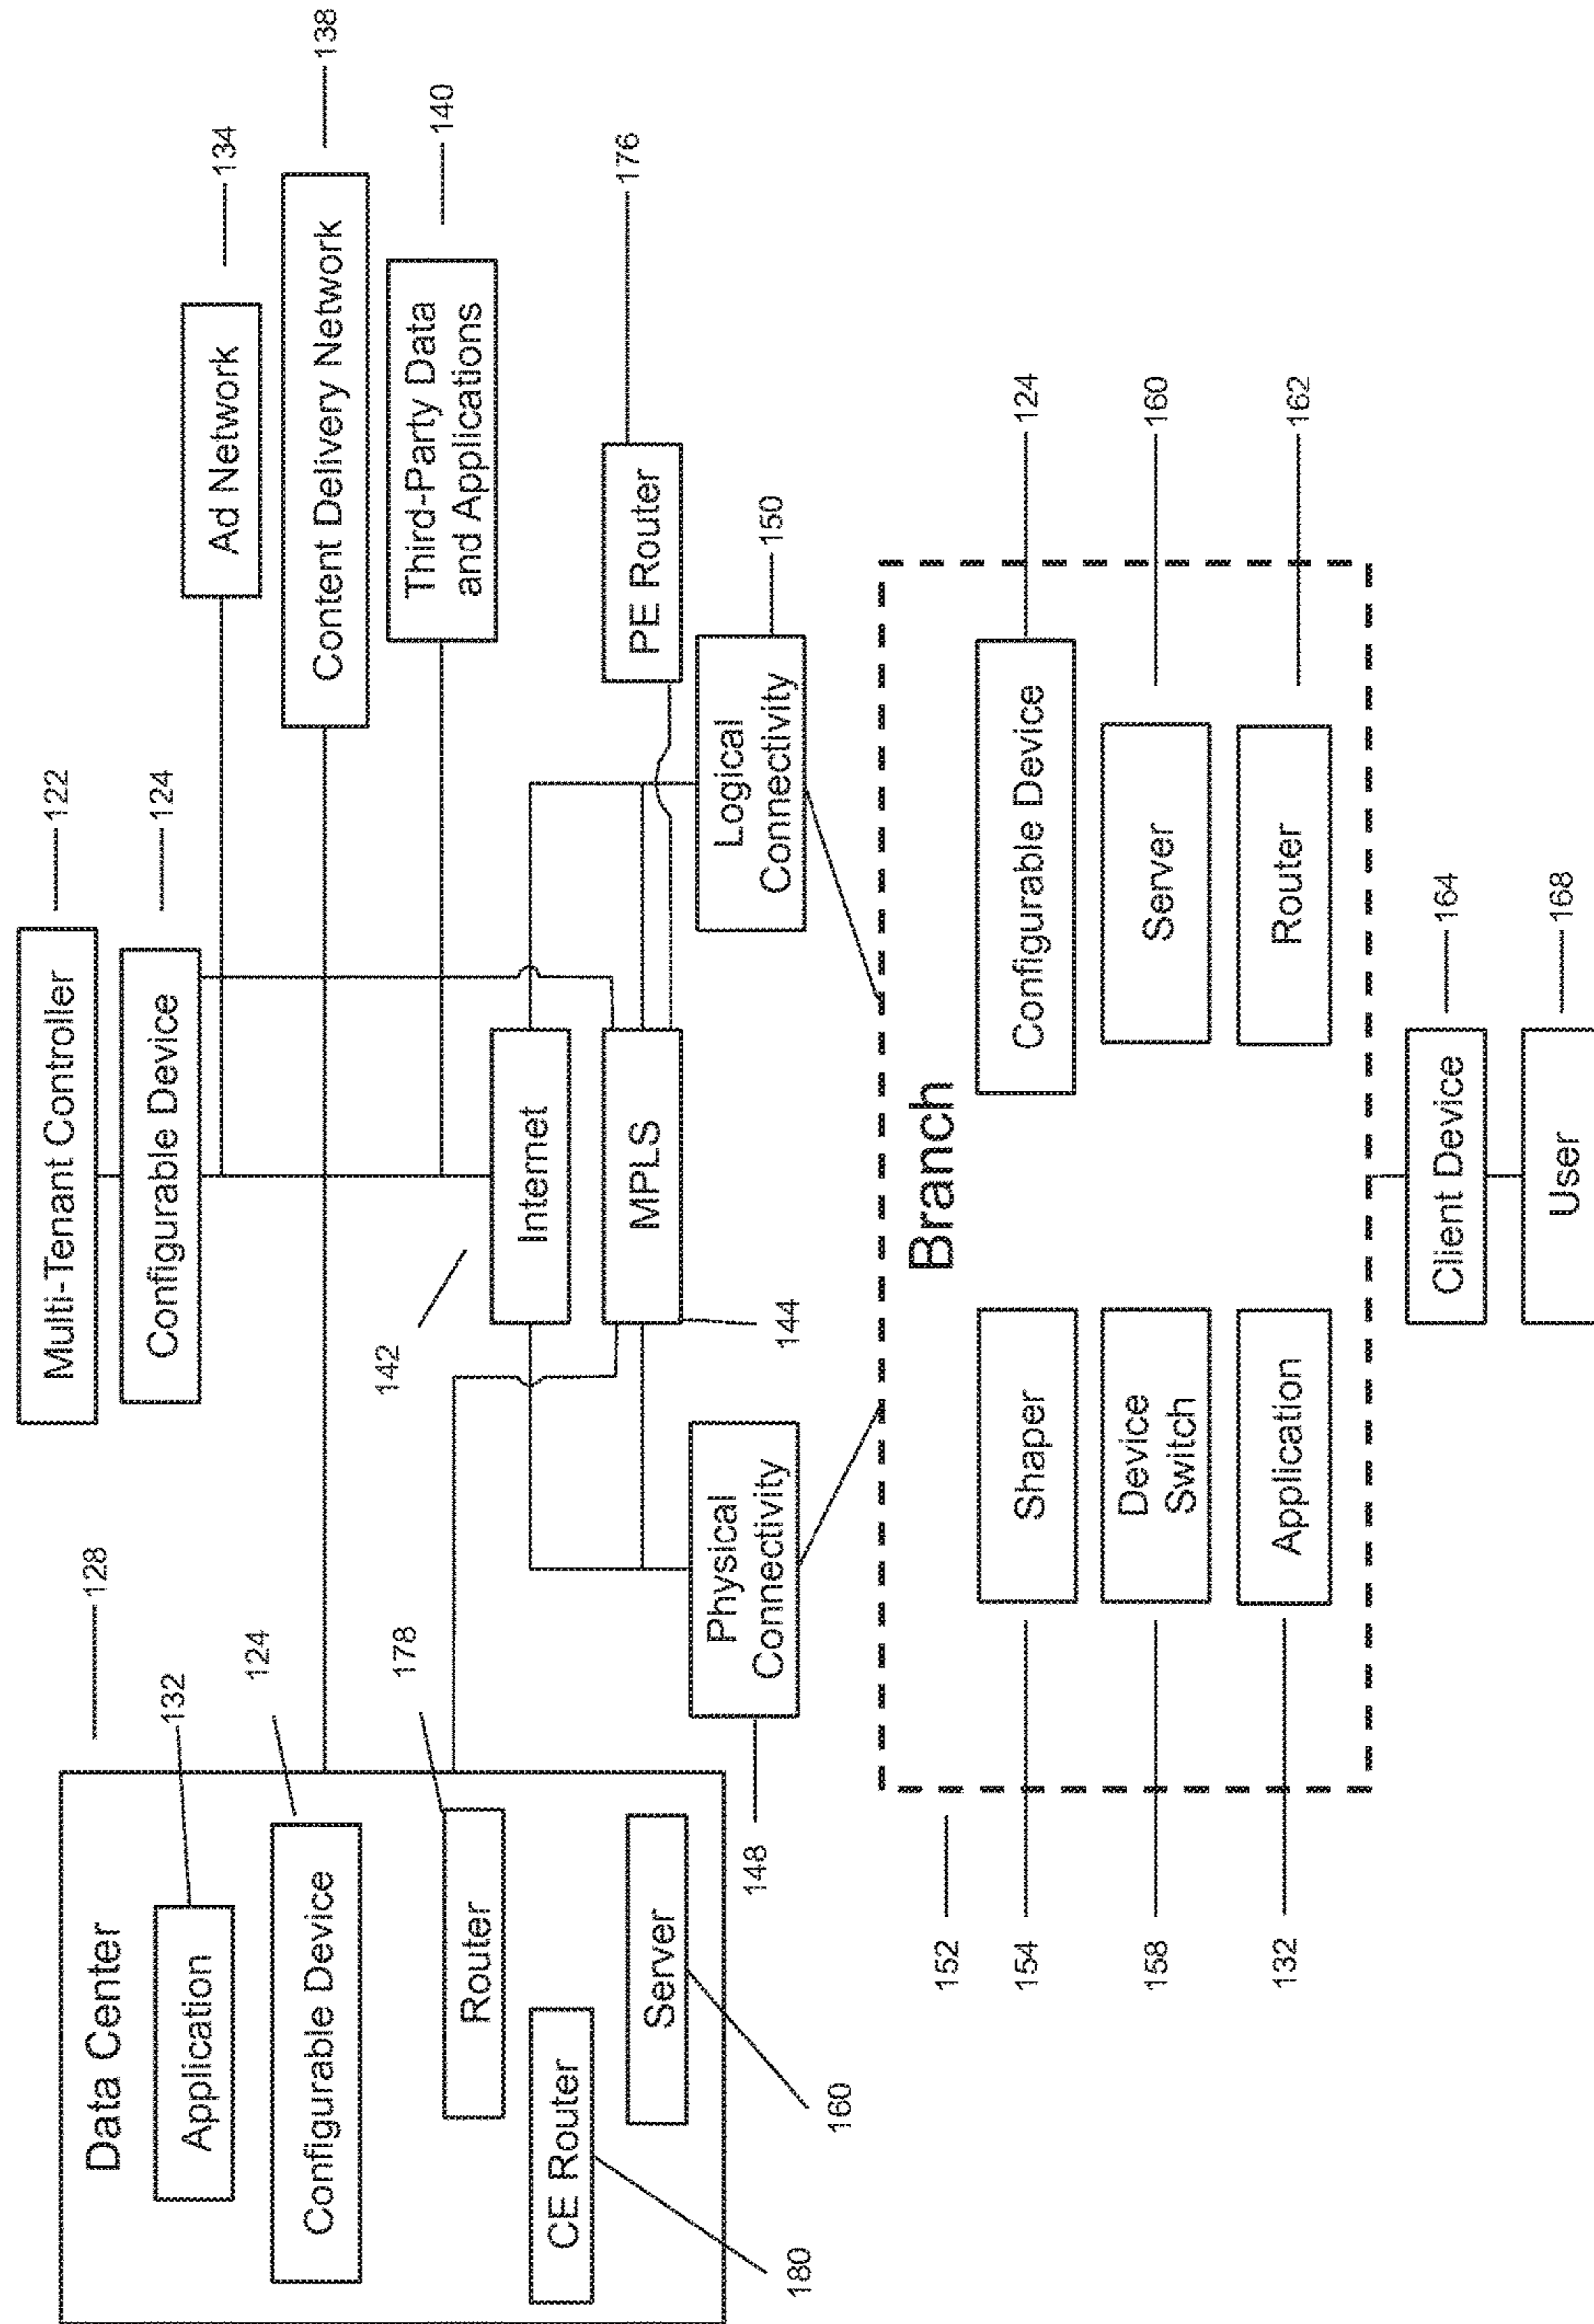 Multi-Tenant Controller
122
Configurable Device
124
Ad Network
134
Content Delivery Network
138
Third-Party Data
and Applications
140
128
Data Center
Application
132
Configurable Device
124
Router
178
CE Router
180
Server
160
142
Internet
MPLS
144
PE Router
176
Physical
Connectivity
148
Logical
Connectivity
150
Branch
152
Shaper
154
Configurable Device
124
Device
Switch
158
Server
160
Application
132
Router
162
Client Device
164
User
168